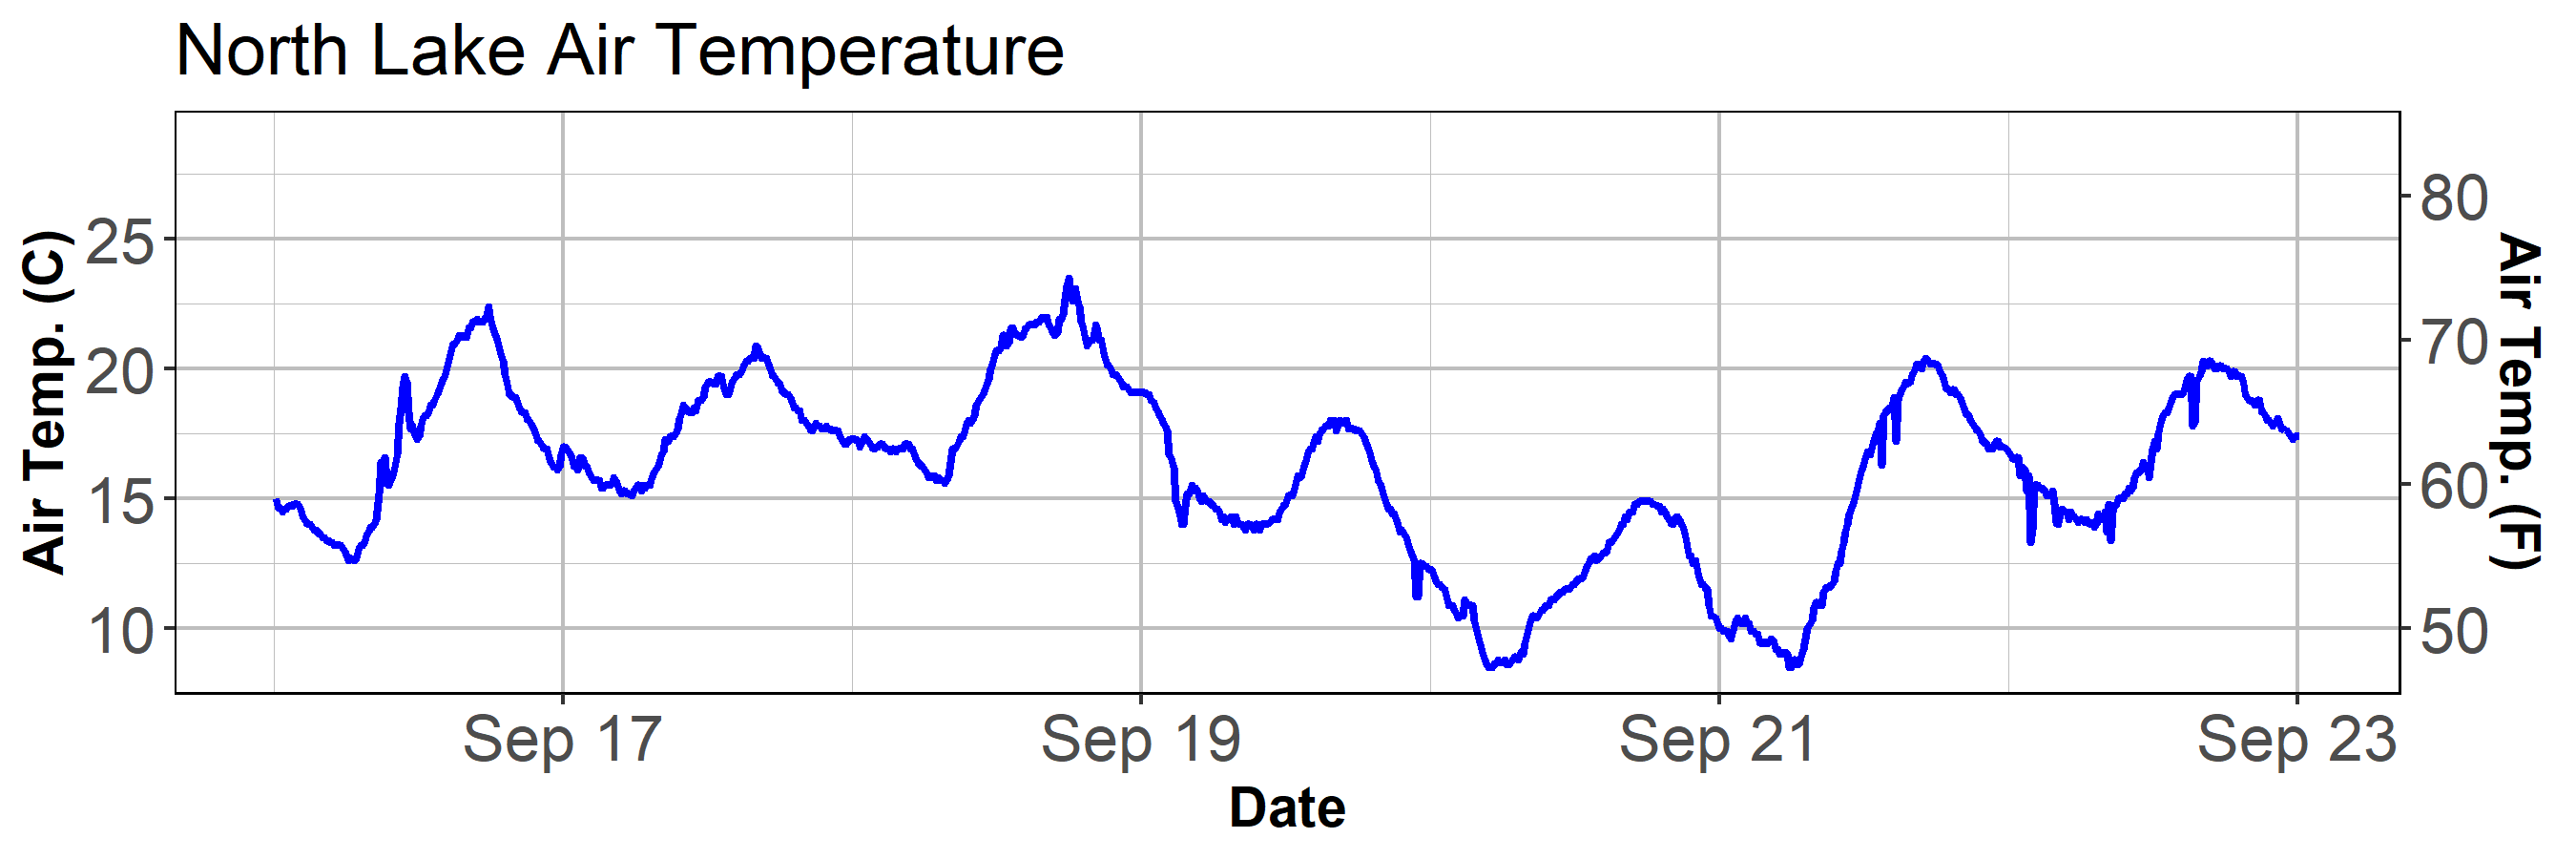 North Lake Air Temperature
Air Temp. (C)
25
20
15
10
80
70
60
50
Air Temp. (F)
Sep 17
Sep 19
Sep 21
Sep 23
Date